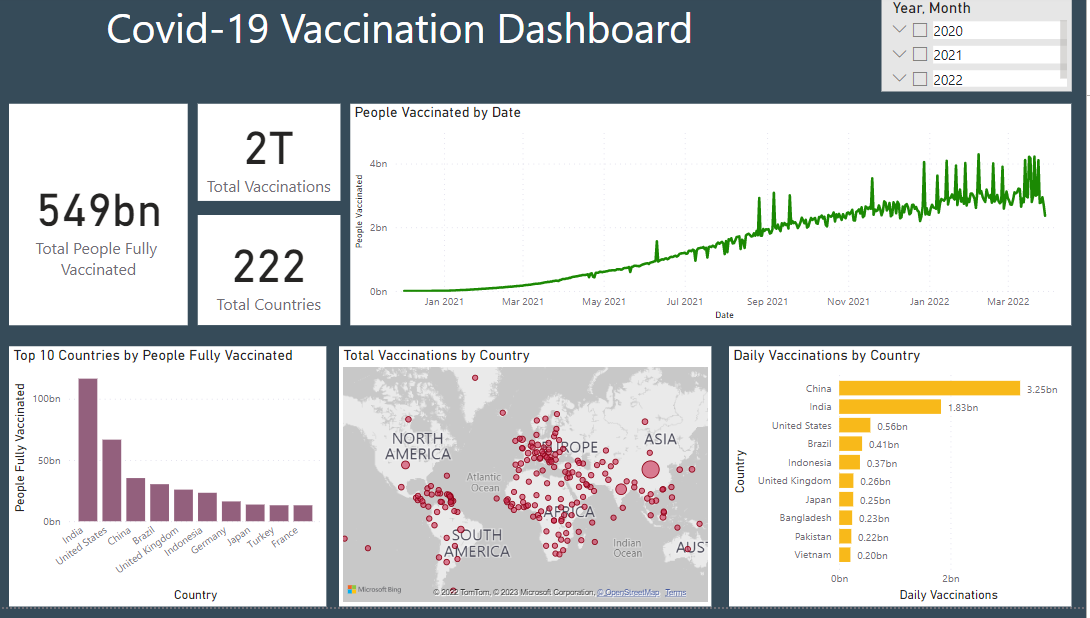 Covid-19 Vaccination Dashboard
Year, Month
2020
2021
2022
549bn
Total People Fully
Vaccinated
2T
Total Vaccinations
222
Total Countries
People Vaccinated by Date
People Vaccinated
4bn
2bn
0bn
Jan 2021
Mar 2021
May 2021
Jul 2021
Sep 2021
Nov 2021
Jan 2022
Mar 2022
Date
Top 10 Countries by People Fully Vaccinated
People Fully Vaccinated
100bn
50bn
0bn
India
United States
China
Brazil
United Kingdom
Indonesia
Germany
Japan
Turkey
France
Country
Total Vaccinations by Country
NORTH
AMERICA
EUROPE
ASIA
Atlantic
Ocean
AFRICA
SOUTH
AMERICA
Indian
Ocean
AUST
Microsoft Bing
© 2022 TomTom, © 2023 Microsoft Corporation, © OpenStreetMap Terms
Daily Vaccinations by Country
Country
China 3.25bn
India 1.83bn
United States 0.56bn
Brazil 0.41bn
Indonesia 0.37bn
United Kingdom 0.26bn
Japan 0.25bn
Bangladesh 0.23bn
Pakistan 0.22bn
Vietnam 0.20bn
0bn
2bn
Daily Vaccinations